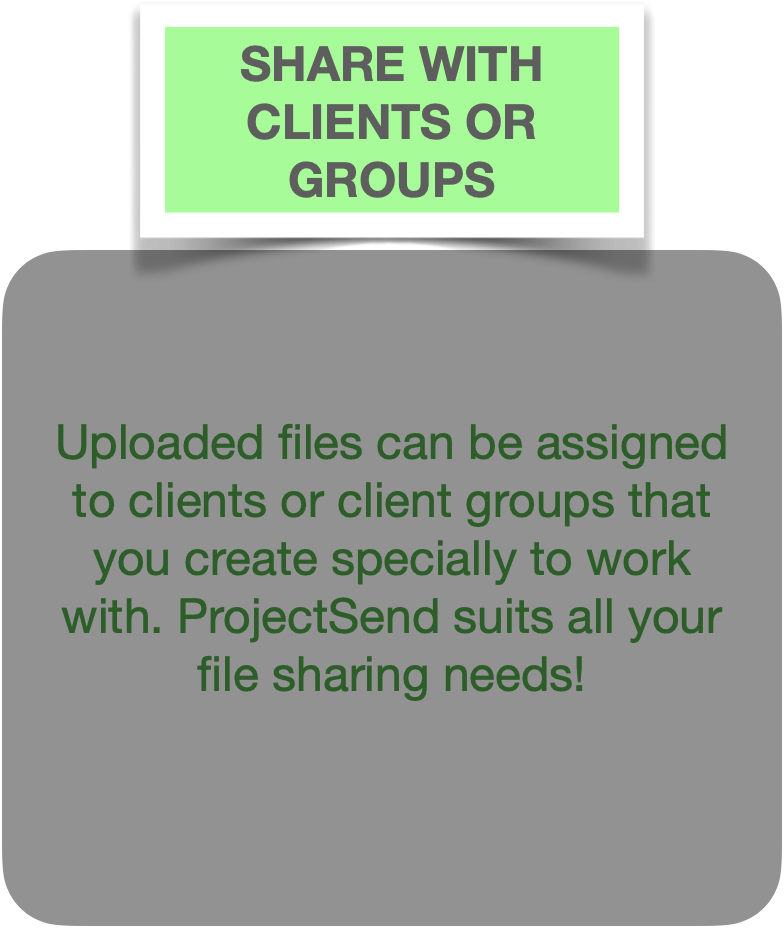 SHARE WITH
CLIENTS OR
GROUPS
Uploaded files can be assigned
to clients or client groups that
you create specially to work
with. ProjectSend suits all your
file sharing needs!